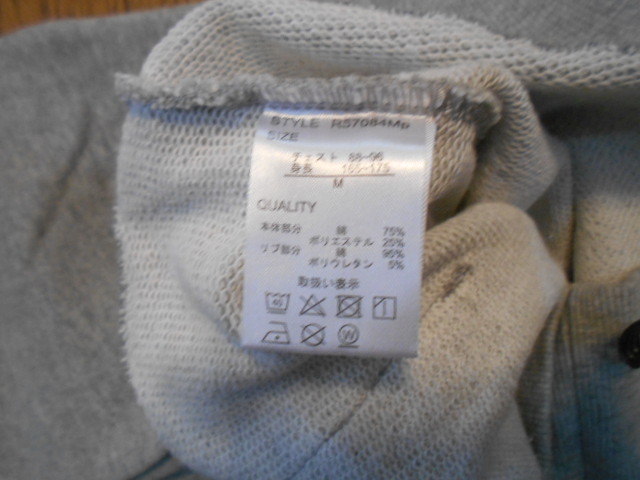 STYLE R57084Mp
SIZE
チェスト 88-96
身長 165-175
M
QUALITY
本体部分 綿 75%
ポリエステル 25%
リブ部分 綿 95%
ポリウレタン 5%
取扱い表示
40
W